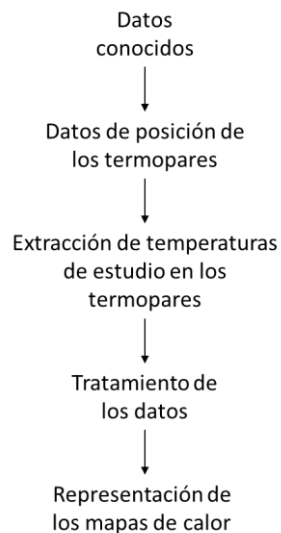 Datos
conocidos
Datos de posición de
los termopares
Extracción de temperaturas
de estudio en los
termopares
Tratamiento de
los datos
Representación de
los mapas de calor